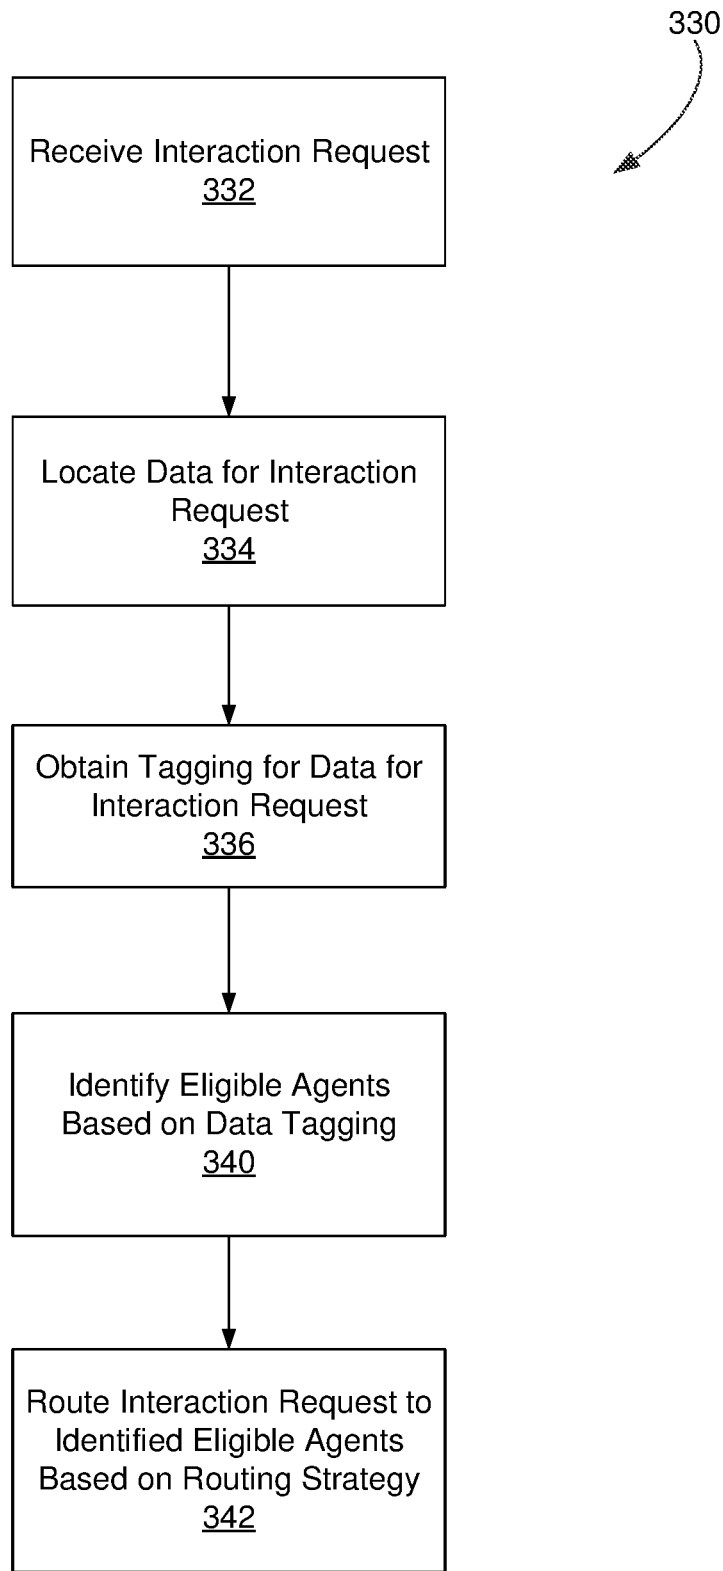 330
Receive Interaction Request
332
Locate Data for Interaction
Request
334
Obtain Tagging for Data for
Interaction Request
336
Identify Eligible Agents
Based on Data Tagging
340
Route Interaction Request to
Identified Eligible Agents
Based on Routing Strategy
342